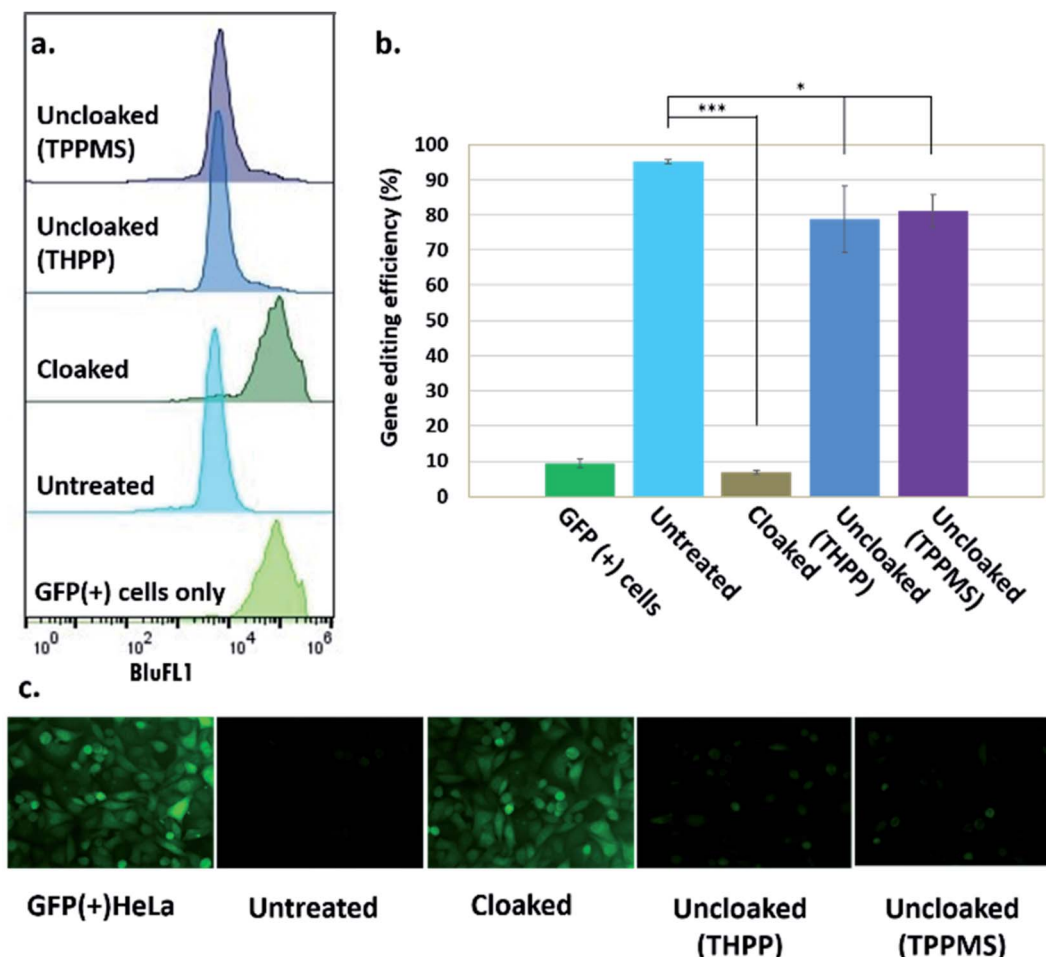 a.
Uncloaked
(TPPMS)
Uncloaked
(THPP)
Cloaked
Untreated
GFP(+) cells only
10^0 10^2 10^4 10^6
BluFL1
b.
*
***
Gene editing efficiency (%)
100
90
80
70
60
50
40
30
20
10
0
GFP (+) cells
Untreated
Cloaked
Uncloaked
(THPP)
Uncloaked
(TPPMS)
c.
GFP(+)HeLa
Untreated
Cloaked
Uncloaked
(THPP)
Uncloaked
(TPPMS)